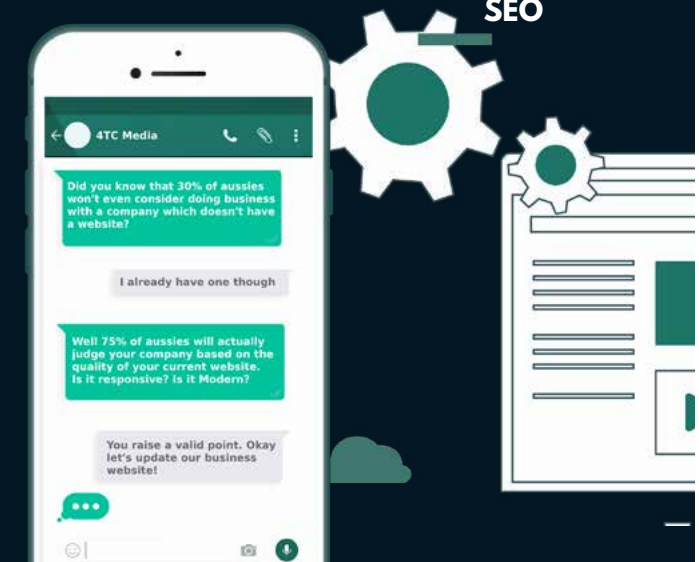 SEO
4TC Media
Did you know that 30% of aussies
won't even consider doing business
with a company which doesn't have
a website?
I already have one though
Well 75% of aussies will actually
judge your company based on the
quality of your current website.
Is it responsive? Is it Modern?
You raise a valid point. Okay
let's update our business
website!